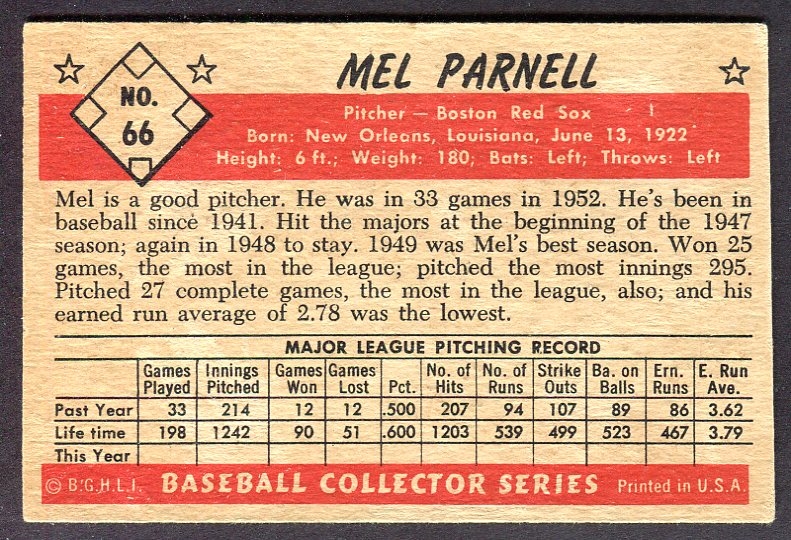 NO.
66
MEL PARNELL
Pitcher — Boston Red Sox
Born: New Orleans, Louisiana, June 13, 1922
Height: 6 ft.; Weight: 180; Bats: Left; Throws: Left
Mel is a good pitcher. He was in 33 games in 1952. He's been in
baseball since 1941. Hit the majors at the beginning of the 1947
season; again in 1948 to stay. 1949 was Mel's best season. Won 25
games, the most in the league; pitched the most innings 295.
Pitched 27 complete games, the most in the league, also; and his
earned run average of 2.78 was the lowest.
MAJOR LEAGUE PITCHING RECORD
Games Innings Games Games No. of No. of Strike Ba. on Ern. E. Run
Played Pitched Won Lost Pct. Hits Runs Outs Balls Runs Ave.
Past Year 33 214 12 12 .500 207 94 107 89 86 3.62
Life time 198 1242 90 51 .600 1203 539 499 523 467 3.79
This Year
© B.G.H.L.I. BASEBALL COLLECTOR SERIES Printed in U.S.A.